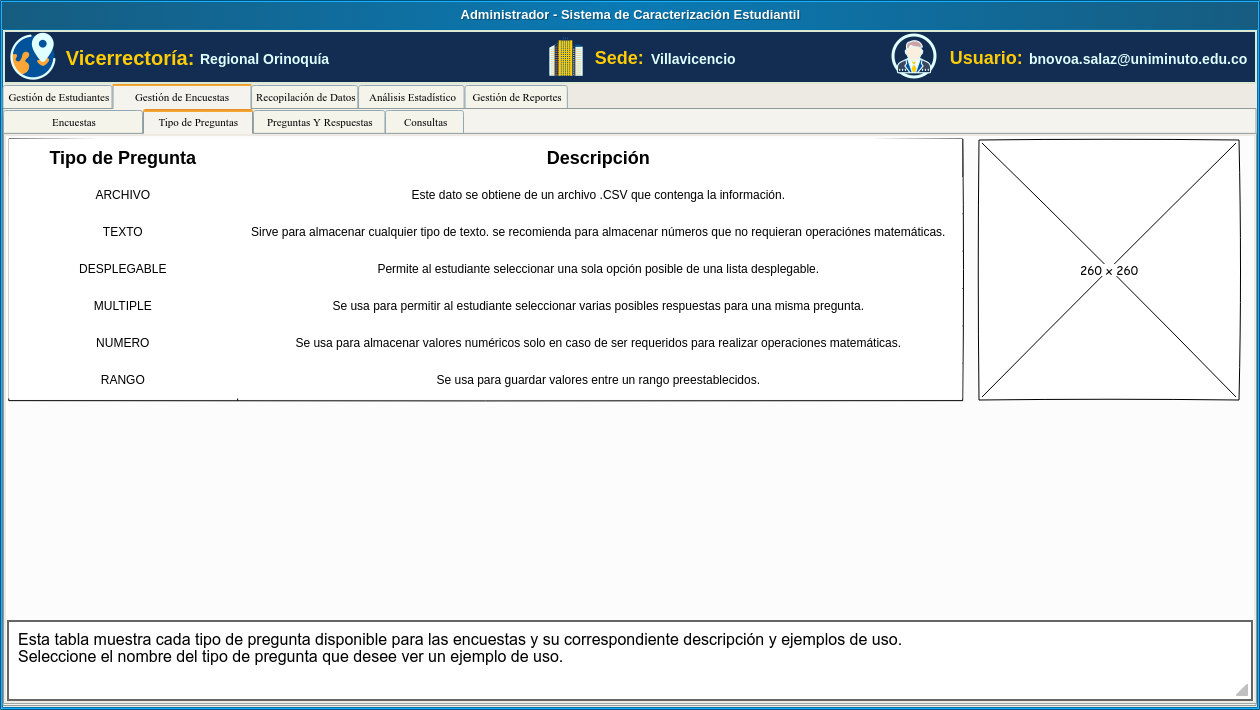 Administrador - Sistema de Caracterización Estudiantil
Vicerrectoría: Regional Orinoquía Sede: Villavicencio Usuario: bnovoa.salaz@uniminuto.edu.co
Gestión de Estudiantes Gestión de Encuestas Recopilación de Datos Análisis Estadístico Gestión de Reportes
Encuestas Tipo de Preguntas Preguntas Y Respuestas Consultas
Tipo de Pregunta Descripción
ARCHIVO Este dato se obtiene de un archivo .CSV que contenga la información.
TEXTO Sirve para almacenar cualquier tipo de texto. se recomienda para almacenar números que no requieran operaciónes matemáticas.
DESPLEGABLE Permite al estudiante seleccionar una sola opción posible de una lista desplegable.
260 × 260
MULTIPLE Se usa para permitir al estudiante seleccionar varias posibles respuestas para una misma pregunta.
NUMERO Se usa para almacenar valores numéricos solo en caso de ser requeridos para realizar operaciones matemáticas.
RANGO Se usa para guardar valores entre un rango preestablecidos.
Esta tabla muestra cada tipo de pregunta disponible para las encuestas y su correspondiente descripción y ejemplos de uso.
Seleccione el nombre del tipo de pregunta que desee ver un ejemplo de uso.